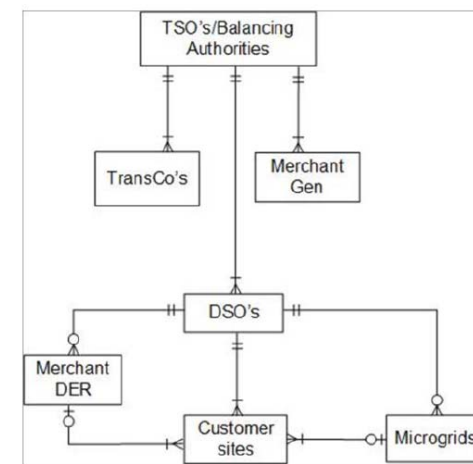 TSO's/Balancing
Authorities
TransCo's
Merchant
Gen
DSO's
Merchant
DER
Customer
sites
Microgrids